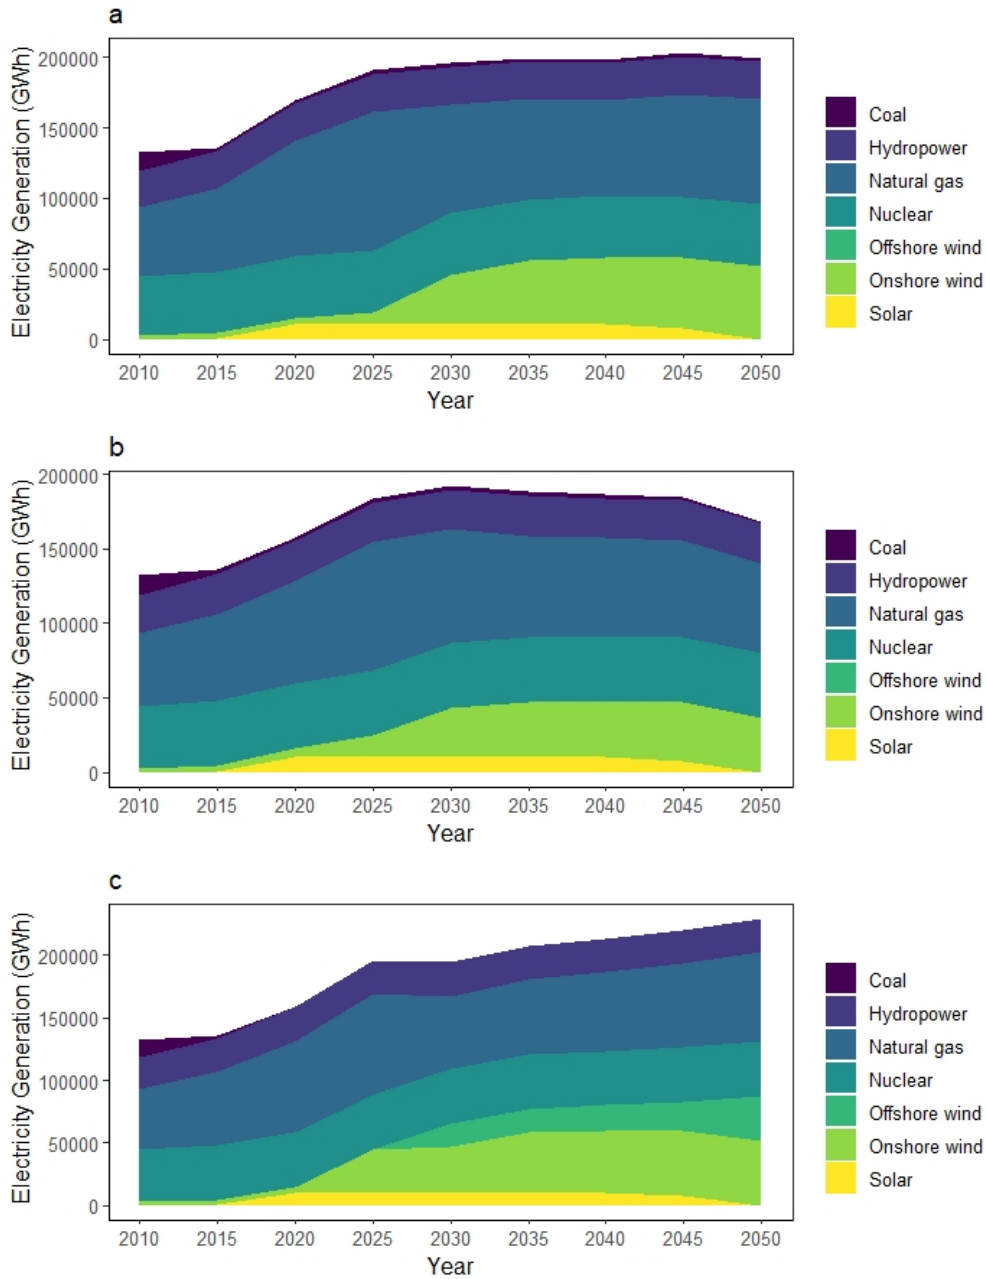 a
Electricity Generation (GWh)
200000
150000
100000
50000
0
2010 2015 2020 2025 2030 2035 2040 2045 2050
Year
Coal
Hydropower
Natural gas
Nuclear
Offshore wind
Onshore wind
Solar
b
Electricity Generation (GWh)
200000
150000
100000
50000
0
2010 2015 2020 2025 2030 2035 2040 2045 2050
Year
Coal
Hydropower
Natural gas
Nuclear
Offshore wind
Onshore wind
Solar
c
Electricity Generation (GWh)
200000
150000
100000
50000
0
2010 2015 2020 2025 2030 2035 2040 2045 2050
Year
Coal
Hydropower
Natural gas
Nuclear
Offshore wind
Onshore wind
Solar